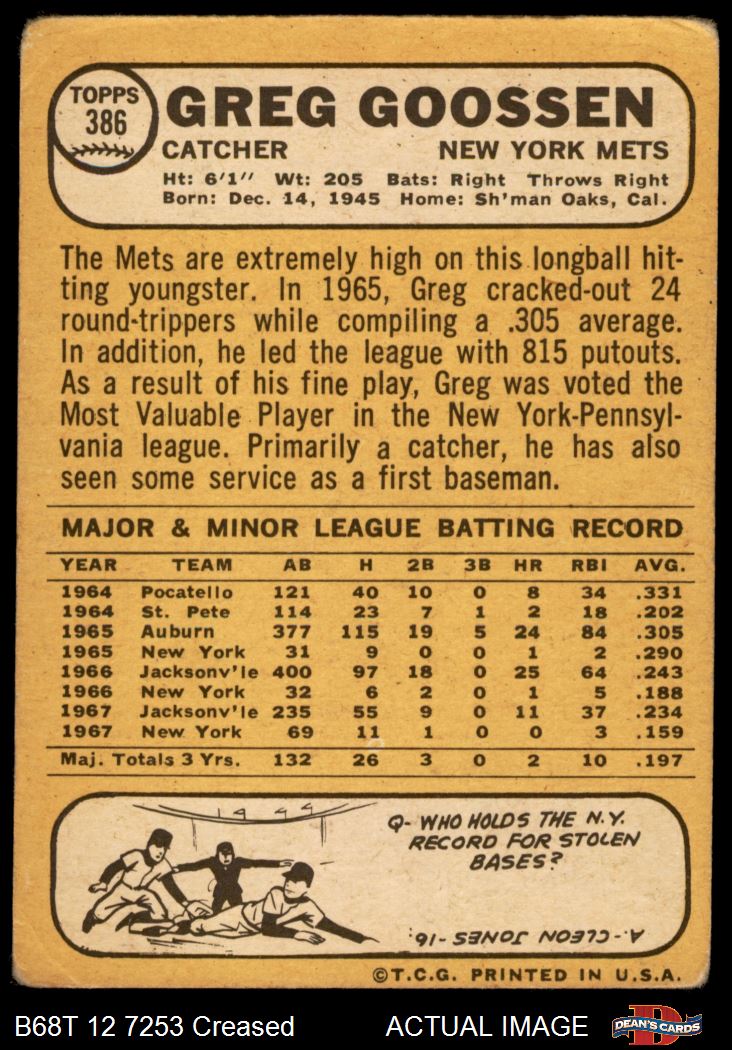 TOPPS
386
GREG GOOSSEN
CATCHER NEW YORK METS
Ht: 6'1" Wt: 205 Bats: Right Throws Right
Born: Dec. 14, 1945 Home: Sh'man Oaks, Cal.
The Mets are extremely high on this longball hit-
ting youngster. In 1965, Greg cracked-out 24
round-trippers while compiling a .305 average.
In addition, he led the league with 815 putouts.
As a result of his fine play, Greg was voted the
Most Valuable Player in the New York-Pennsyl-
vania league. Primarily a catcher, he has also
seen some service as a first baseman.
MAJOR & MINOR LEAGUE BATTING RECORD
YEAR TEAM AB H 2B 3B HR RBI AVG.
1964 Pocatello 121 40 10 0 8 34 .331
1964 St. Pete 114 23 7 1 2 18 .202
1965 Auburn 377 115 19 5 24 84 .305
1965 New York 31 9 0 0 1 2 .290
1966 Jacksonv'le 400 97 18 0 25 64 .243
1966 New York 32 6 2 0 1 5 .188
1967 Jacksonv'le 235 55 9 0 11 37 .234
1967 New York 69 11 1 0 0 3 .159
Maj. Totals 3 Yrs. 132 26 3 0 2 10 .197
Q- WHO HOLDS THE N.Y.
RECORD FOR STOLEN
BASES?
A.-CLEON JONES -16.
©T.C.G. PRINTED IN U.S.A.
B68T 12 7253 Creased ACTUAL IMAGE
DEAN'S CARDS